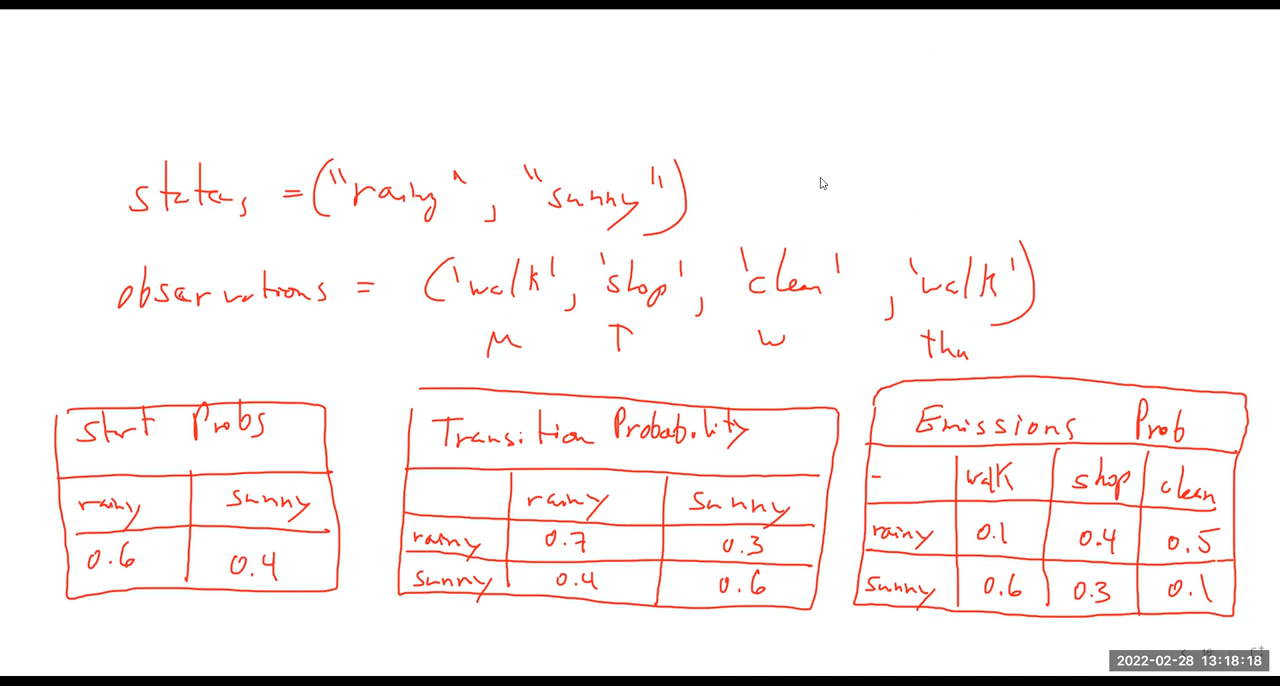 states = ("rainy", "sunny")
observations = ('walk', 'shop', 'clean', 'walk')
M T W thu
Start Probs
rainy sunny
0.6 0.4
Transition Probability
rainy sunny
rainy 0.7 0.3
sunny 0.4 0.6
Emissions Prob
- walk shop clean
rainy 0.1 0.4 0.5
sunny 0.6 0.3 0.1
2022-02-28 13:18:18